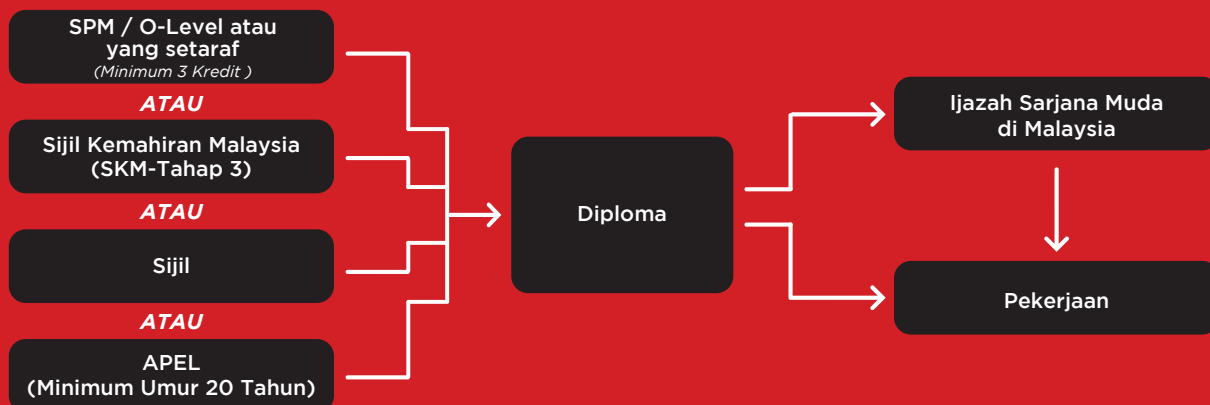 SPM / O-Level atau
yang setaraf
(Minimum 3 Kredit )
ATAU
Sijil Kemahiran Malaysia
(SKM-Tahap 3)
ATAU
Sijil
ATAU
APEL
(Minimum Umur 20 Tahun)
Diploma
Ijazah Sarjana Muda
di Malaysia
Pekerjaan